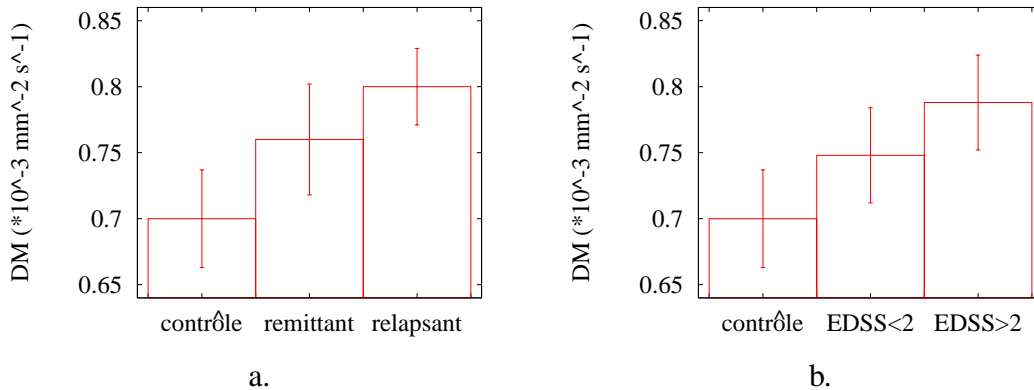 DM (*10^-3 mm^-2 s^-1)
0.85
0.8
0.75
0.7
0.65
contrôle remittant relapsant
a.
DM (*10^-3 mm^-2 s^-1)
0.85
0.8
0.75
0.7
0.65
contrôle EDSS<2 EDSS>2
b.